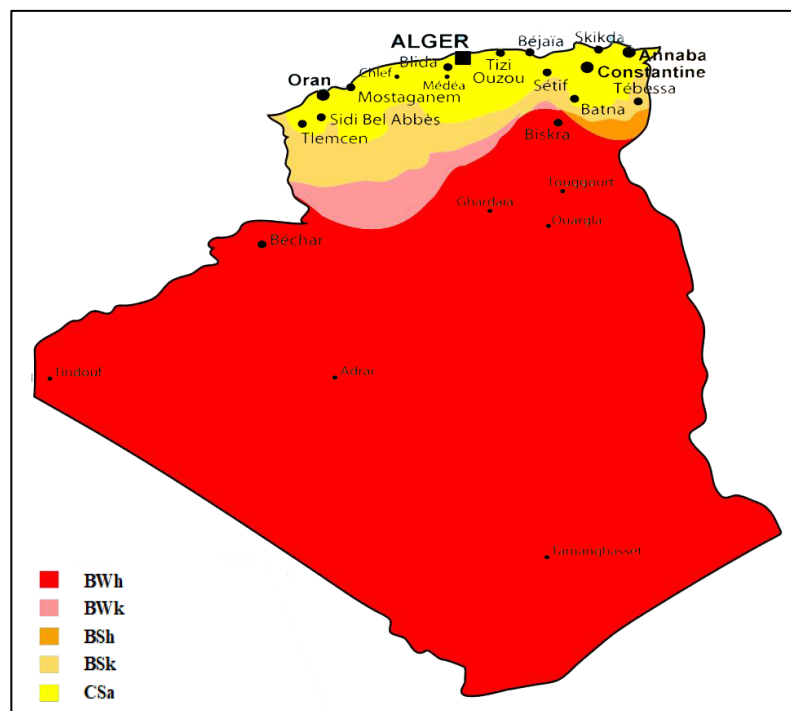 Skikda
Béjaïa
ALGER
Annaba
Blida
Tizi
Ouzou
Constantine
Chlef
Médéa
Sétif
Tébessa
Oran
Mostaganem
Batna
Sidi Bel Abbès
Tlemcen
Biskra
Touggourt
Ghardaïa
Ouargla
Béchar
Tindouf
Adrar
Tamanghasset
BWh
BWk
BSh
BSk
CSa